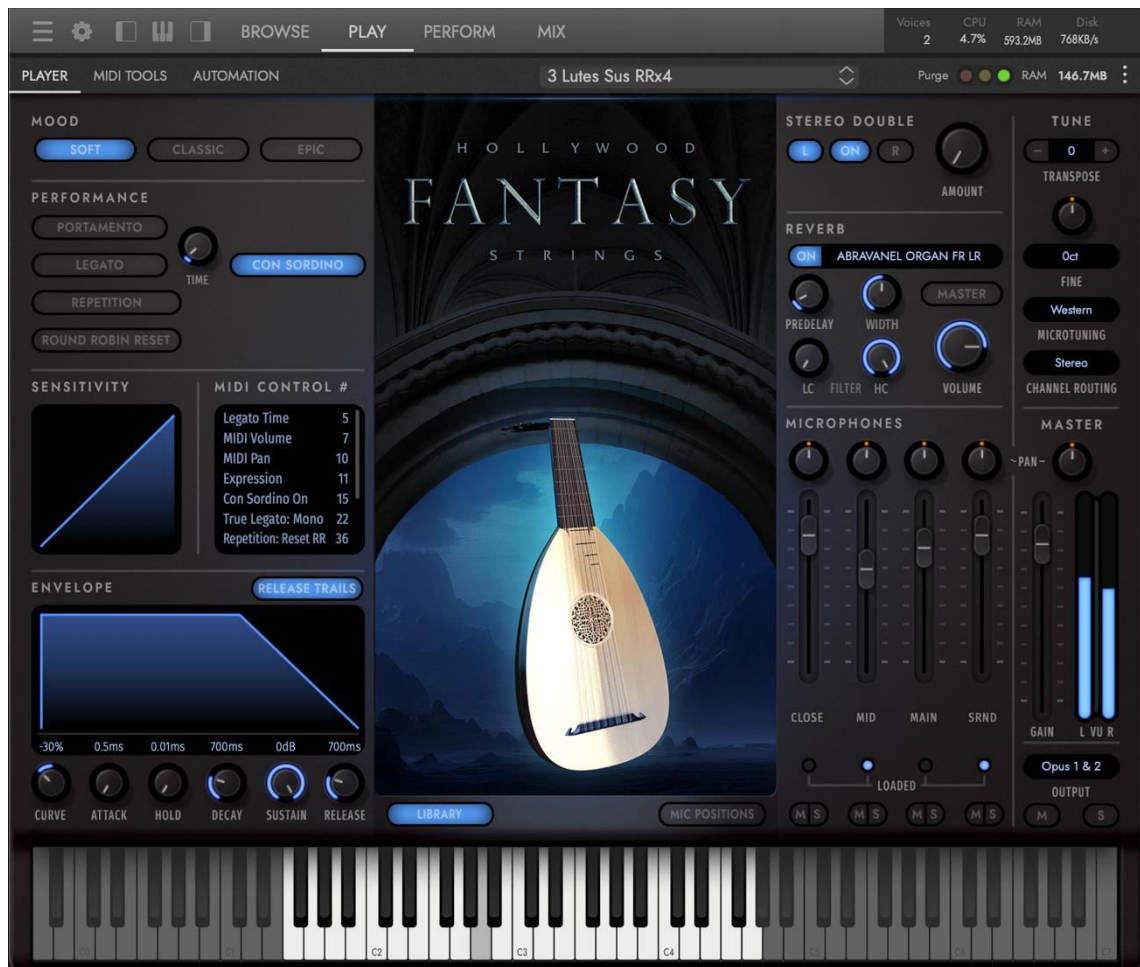 BROWSE PLAY PERFORM MIX
Voices CPU RAM Disk
2 4.7% 593.2MB 768KB/s
PLAYER MIDI TOOLS AUTOMATION
3 Lutes Sus RRx4
Purge RAM 146.7MB
MOOD
SOFT CLASSIC EPIC
PERFORMANCE
PORTAMENTO
LEGATO
TIME
CON SORDINO
REPETITION
ROUND ROBIN RESET
SENSITIVITY
MIDI CONTROL #
Legato Time 5
MIDI Volume 7
MIDI Pan 10
Expression 11
Con Sordino On 15
True Legato: Mono 22
Repetition: Reset RR 36
ENVELOPE
RELEASE TRAILS
-30% 0.5ms 0.01ms 700ms 0dB 700ms
CURVE ATTACK HOLD DECAY SUSTAIN RELEASE
HOLLYWOOD
FANTASY
STRINGS
LIBRARY
MIC POSITIONS
STEREO DOUBLE
L ON R
AMOUNT
REVERB
ON ABRAVANEL ORGAN FR LR
MASTER
PREDELAY WIDTH
LC FILTER HC VOLUME
MICROPHONES
CLOSE MID MAIN SRND
LOADED
M S M S M S M S
TUNE
- 0 +
TRANSPOSE
0ct
FINE
Western
MICROTUNING
Stereo
CHANNEL ROUTING
MASTER
~PAN-
GAIN L VU R
Opus 1 & 2
OUTPUT
M S
C0 C1 C2 C3 C4 C5 C6 C7